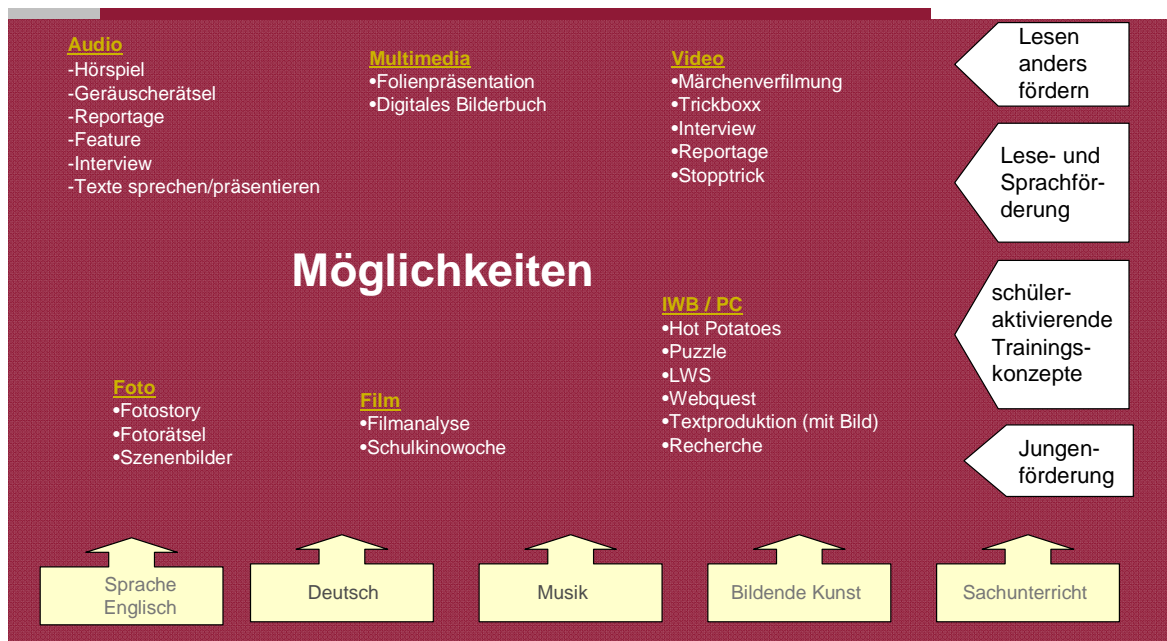 Audio
-Hörspiel
-Geräuscherätsel
-Reportage
-Feature
-Interview
-Texte sprechen/präsentieren
Multimedia
•Folienpräsentation
•Digitales Bilderbuch
Video
•Märchenverfilmung
•Trickboxx
•Interview
•Reportage
•Stopptrick
Lesen
anders
fördern
Lese- und
Sprachför-
derung
Möglichkeiten
schüler-
aktivierende
Trainings-
konzepte
IWB / PC
•Hot Potatoes
•Puzzle
•LWS
•Webquest
•Textproduktion (mit Bild)
•Recherche
Foto
•Fotostory
•Fotorätsel
•Szenenbilder
Film
•Filmanalyse
•Schulkinowoche
Jungen-
förderung
Sprache
Englisch
Deutsch
Musik
Bildende Kunst
Sachunterricht